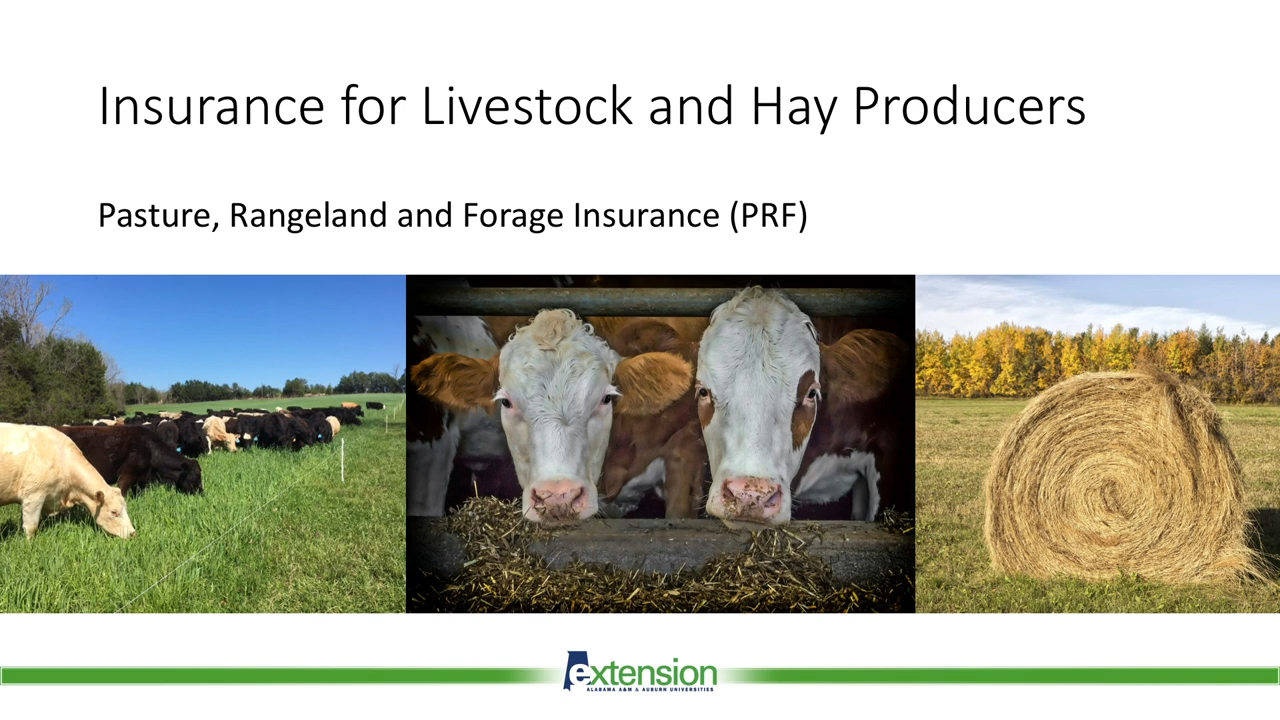 Insurance for Livestock and Hay Producers
Pasture, Rangeland and Forage Insurance (PRF)
extension
ALABAMA A&M & AUBURN UNIVERSITIES